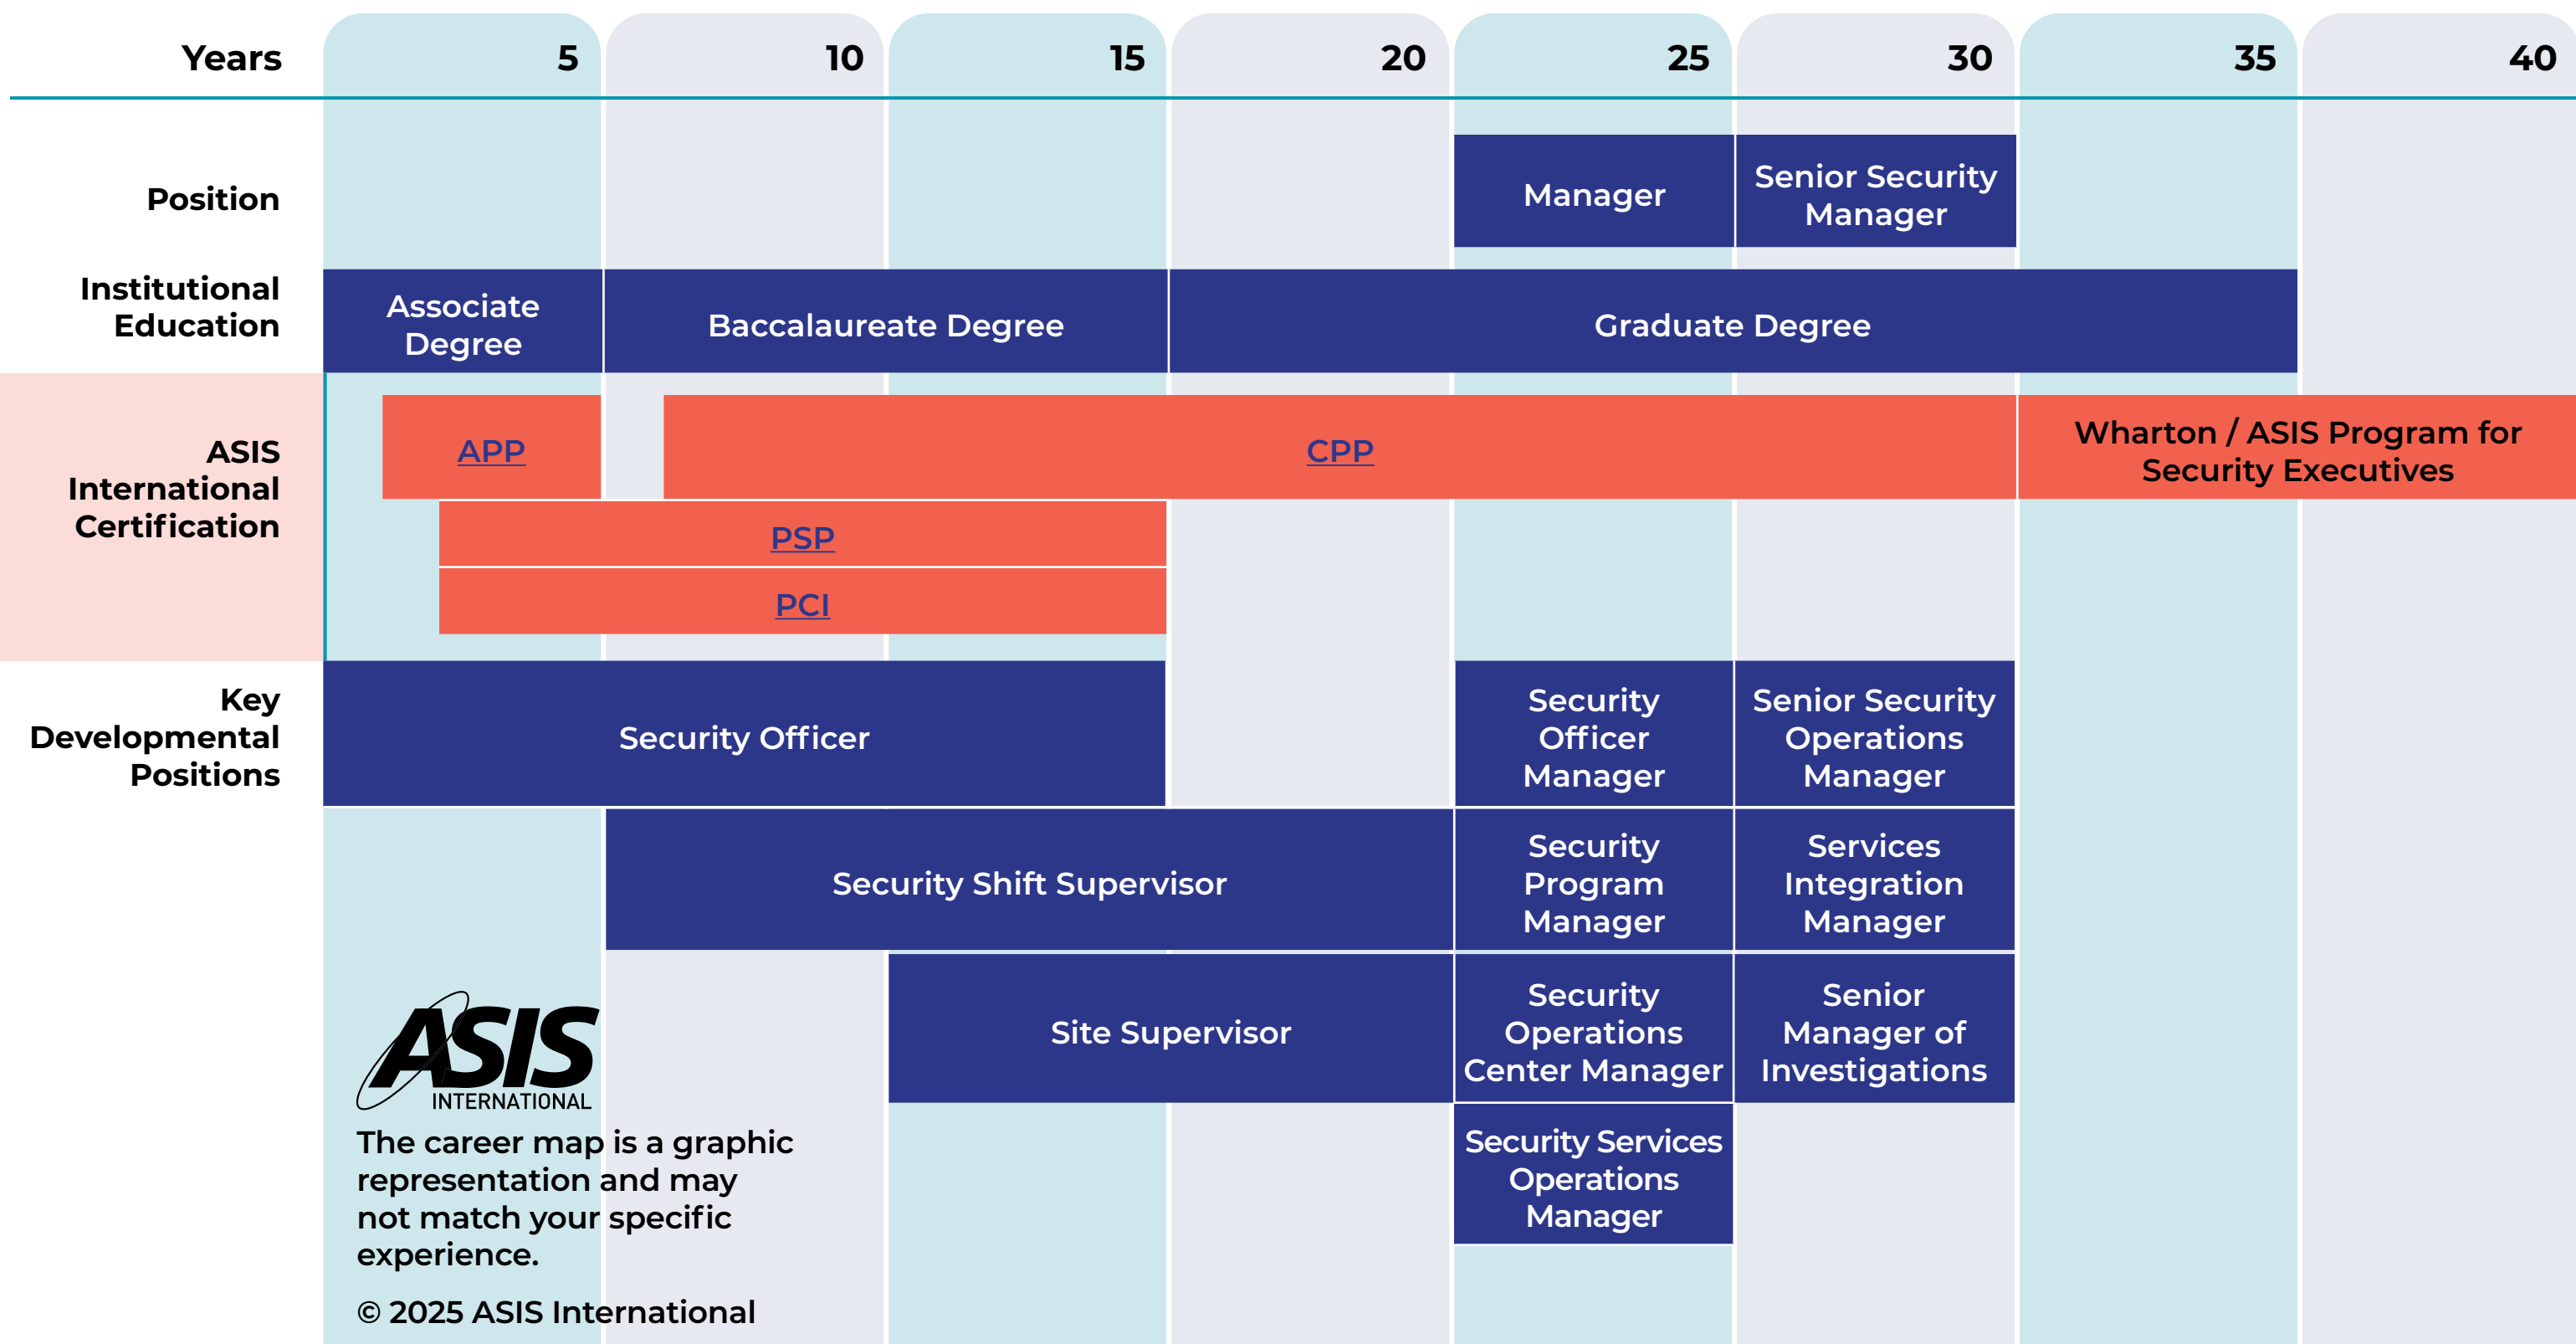 Years 5 10 15 20 25 30 35 40
Position
Manager
Senior Security
Manager
Institutional
Education
Associate
Degree
Baccalaureate Degree
Graduate Degree
ASIS
International
Certification
APP
CPP
Wharton / ASIS Program for
Security Executives
PSP
PCI
Key
Developmental
Positions
Security Officer
Security
Officer
Manager
Senior Security
Operations
Manager
Security Shift Supervisor
Security
Program
Manager
Services
Integration
Manager
Site Supervisor
Security
Operations
Center Manager
Senior
Manager of
Investigations
Security Services
Operations
Manager
ASIS
INTERNATIONAL
The career map is a graphic
representation and may
not match your specific
experience.
© 2025 ASIS International